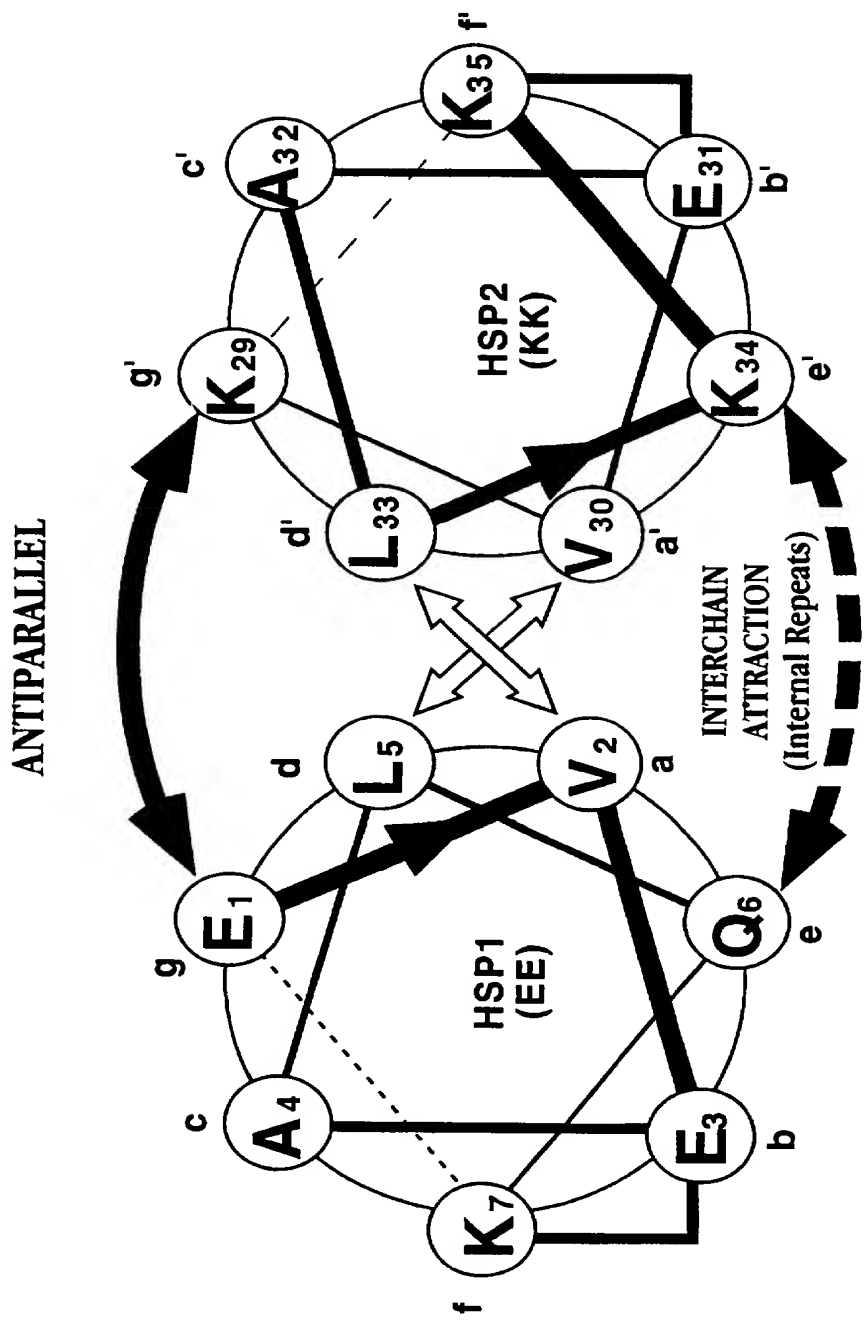 ANTIPARALLEL
g
E1
c
A4
d
L5
f
K7
HSP1
(EE)
a
V2
b
E3
e
Q6
g'
K29
c'
A32
d'
L33
f'
K35
HSP2
(KK)
a'
V30
b'
E31
e'
K34
INTERCHAIN
ATTRACTION
(Internal Repeats)